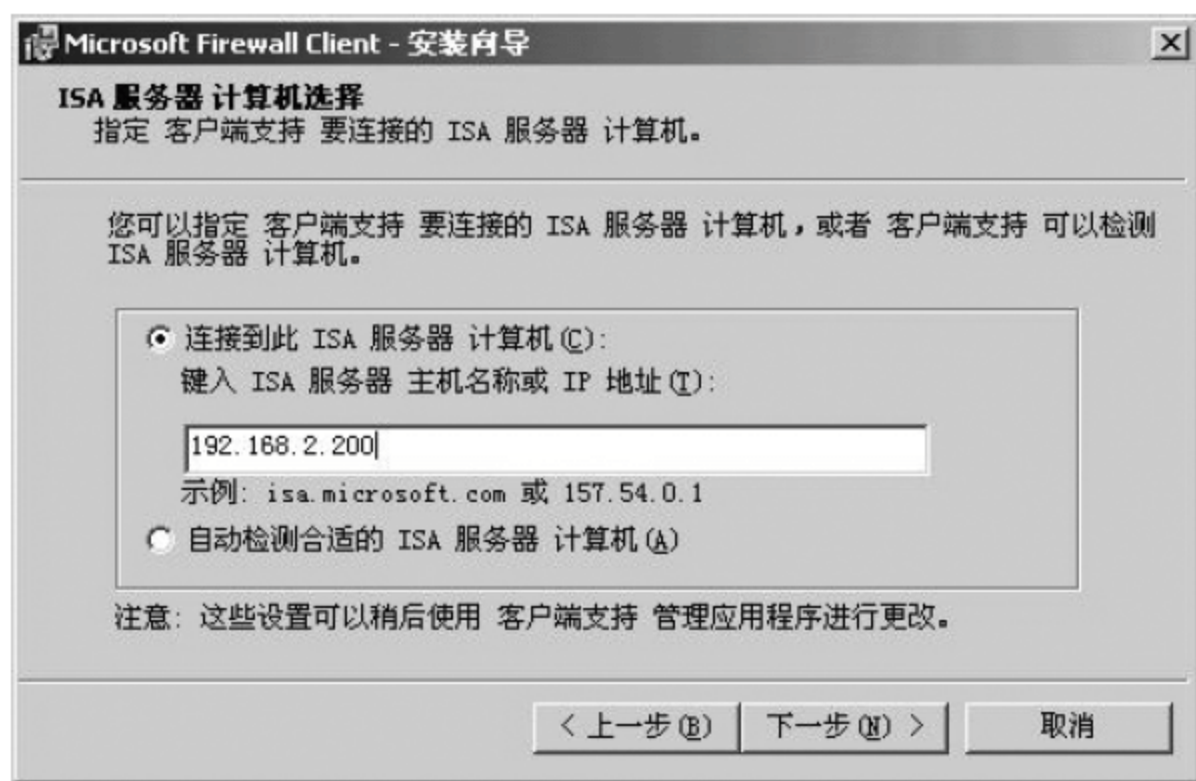 Microsoft Firewall Client - 安装向导
ISA 服务器 计算机选择
指定 客户端支持 要连接的 ISA 服务器 计算机。
您可以指定 客户端支持 要连接的 ISA 服务器 计算机，或者 客户端支持 可以检测
ISA 服务器 计算机。
连接到此 ISA 服务器 计算机(C):
键入 ISA 服务器 主机名称或 IP 地址(T):
192.168.2.200
示例: isa.microsoft.com 或 157.54.0.1
自动检测合适的 ISA 服务器 计算机(A)
注意: 这些设置可以稍后使用 客户端支持 管理应用程序进行更改。
< 上一步(B) 下一步(N) > 取消